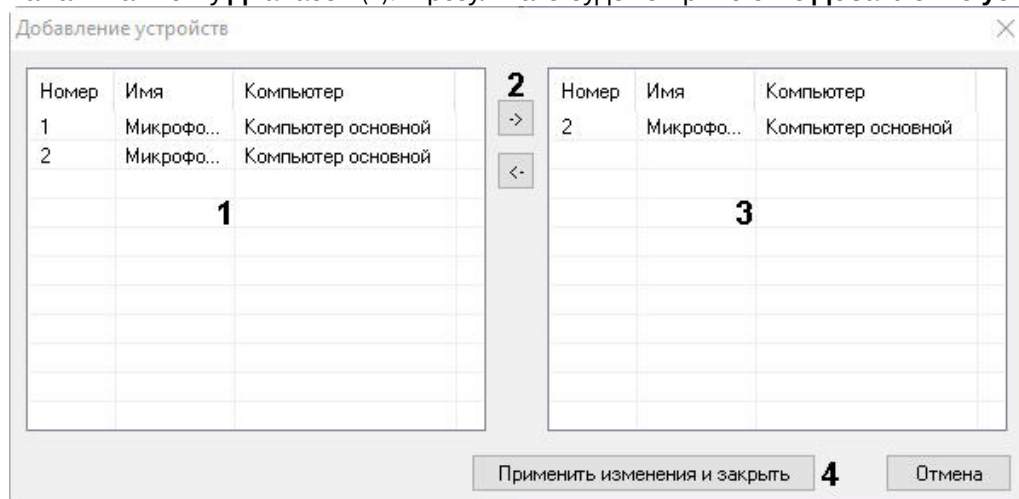 Добавление устройств
Номер Имя Компьютер 2 Номер Имя Компьютер
1 Микрофо... Компьютер основной -> 2 Микрофо... Компьютер основной
2 Микрофо... Компьютер основной <-
1 3
Применить изменения и закрыть 4 Отмена